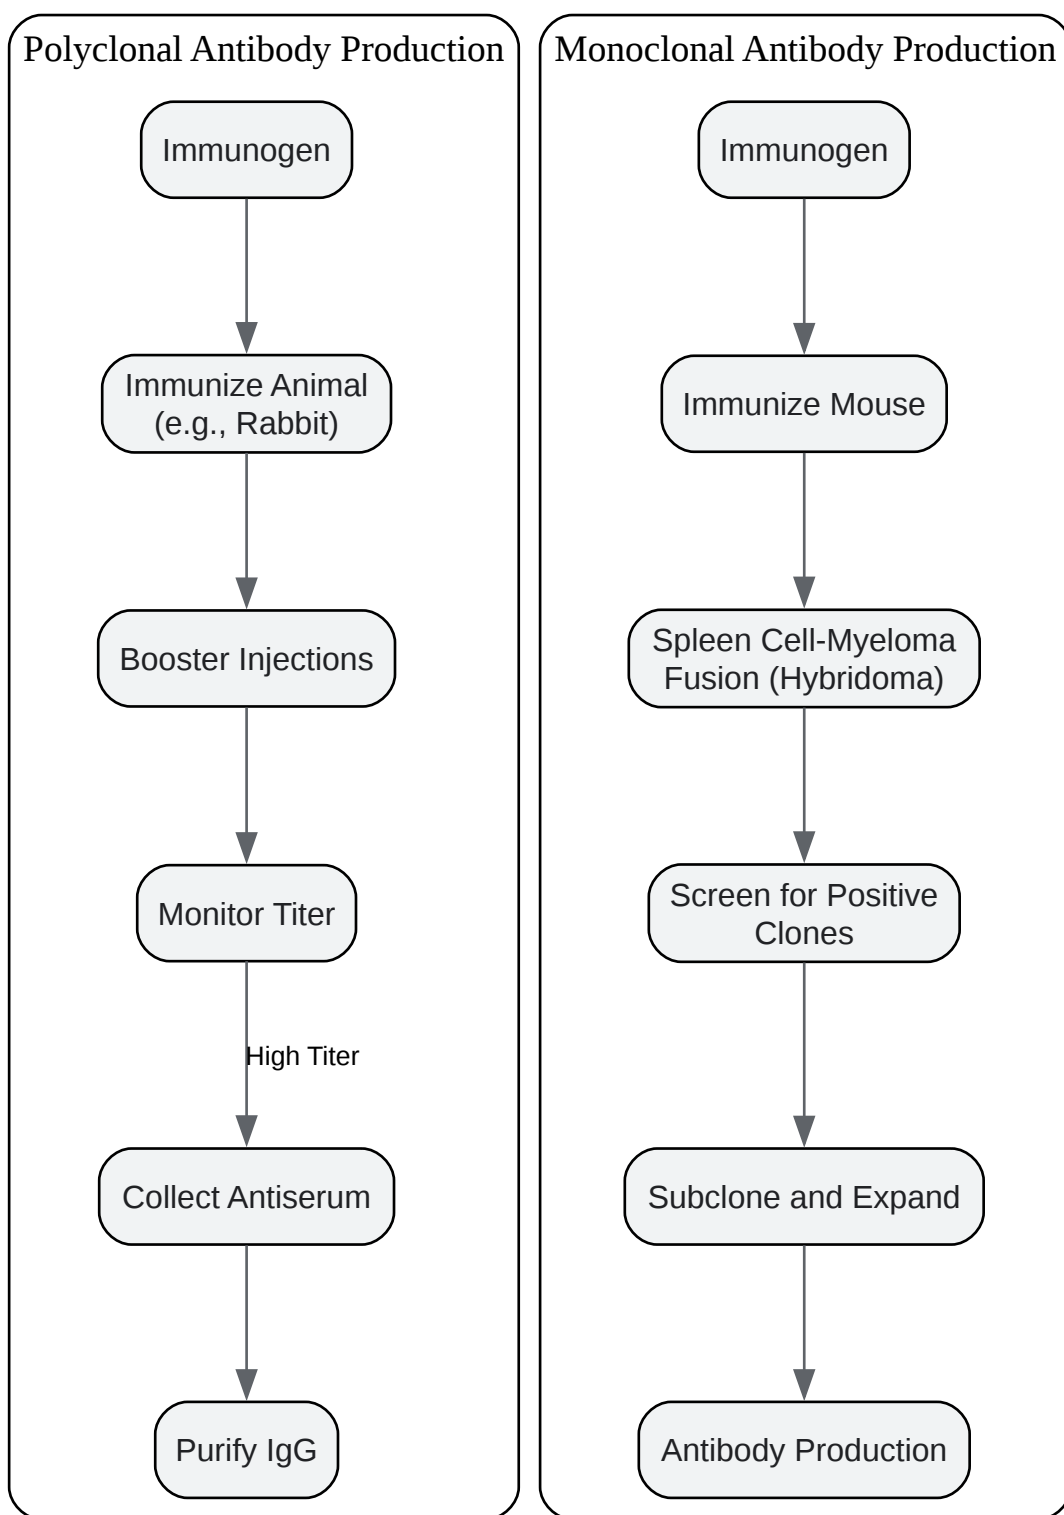 Polyclonal Antibody Production
Immunogen
Immunize Animal
(e.g., Rabbit)
Booster Injections
Monitor Titer
High Titer
Collect Antiserum
Purify IgG
Monoclonal Antibody Production
Immunogen
Immunize Mouse
Spleen Cell-Myeloma
Fusion (Hybridoma)
Screen for Positive
Clones
Subclone and Expand
Antibody Production